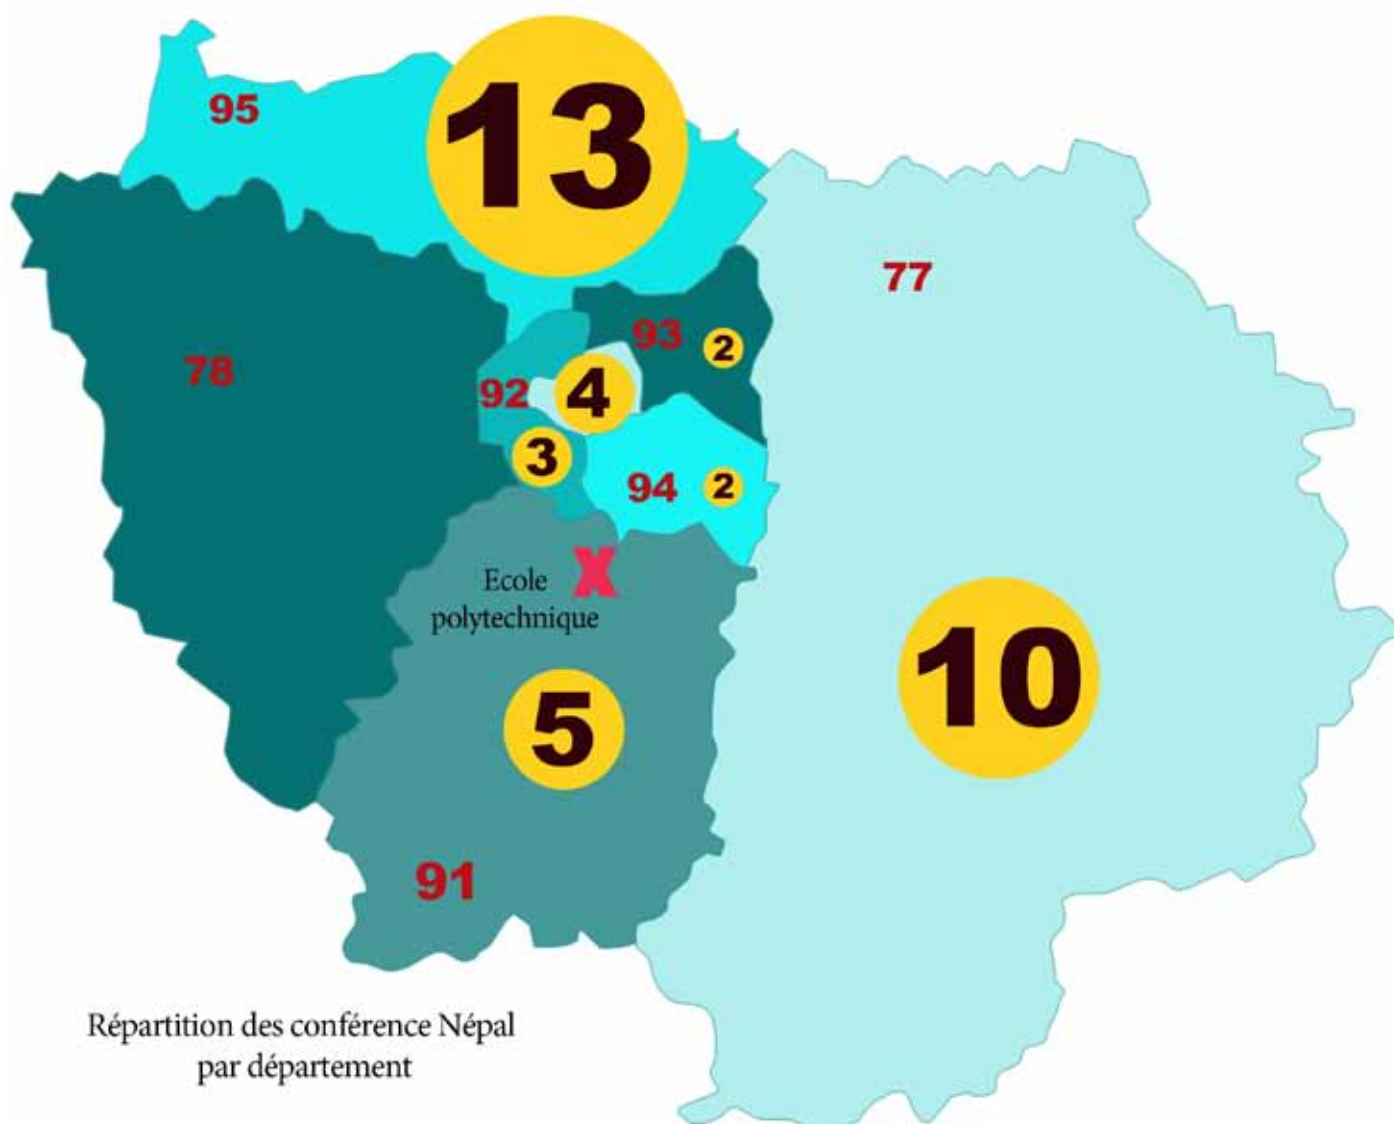 13
95
77
93
2
78
92
4
3
94
2
X
Ecole
polytechnique
10
5
91
Répartition des conférence Népal
par département